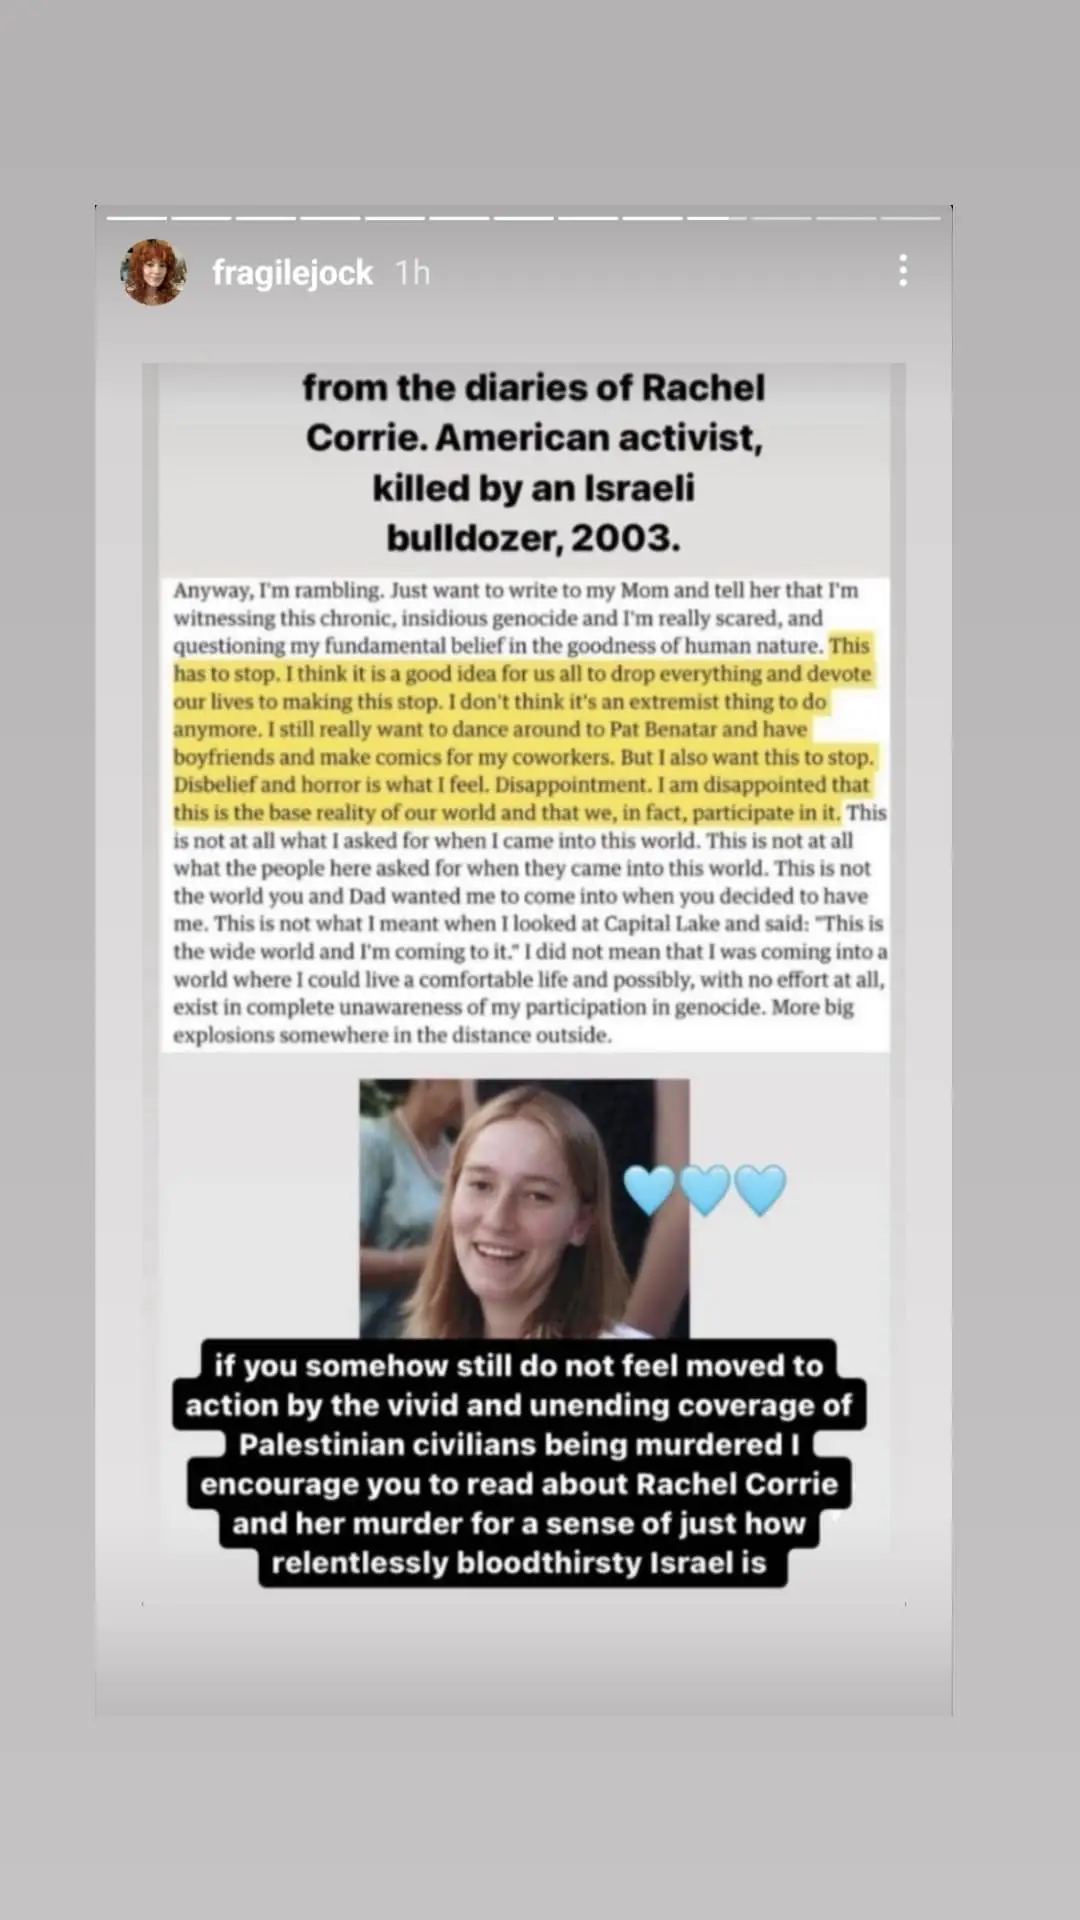 fragilejock 1h
from the diaries of Rachel
Corrie. American activist,
killed by an Israeli
bulldozer, 2003.
Anyway, I'm rambling. Just want to write to my Mom and tell her that I'm
witnessing this chronic, insidious genocide and I'm really scared, and
questioning my fundamental belief in the goodness of human nature. This
has to stop. I think it is a good idea for us all to drop everything and devote
our lives to making this stop. I don't think it's an extremist thing to do
anymore. I still really want to dance around to Pat Benatar and have
boyfriends and make comics for my coworkers. But I also want this to stop.
Disbelief and horror is what I feel. Disappointment. I am disappointed that
this is the base reality of our world and that we, in fact, participate in it. This
is not at all what I asked for when I came into this world. This is not at all
what the people here asked for when they came into this world. This is not
the world you and Dad wanted me to come into when you decided to have
me. This is not what I meant when I looked at Capital Lake and said: "This is
the wide world and I'm coming to it." I did not mean that I was coming into a
world where I could live a comfortable life and possibly, with no effort at all,
exist in complete unawareness of my participation in genocide. More big
explosions somewhere in the distance outside.
if you somehow still do not feel moved to
action by the vivid and unending coverage of
Palestinian civilians being murdered I
encourage you to read about Rachel Corrie
and her murder for a sense of just how
relentlessly bloodthirsty Israel is